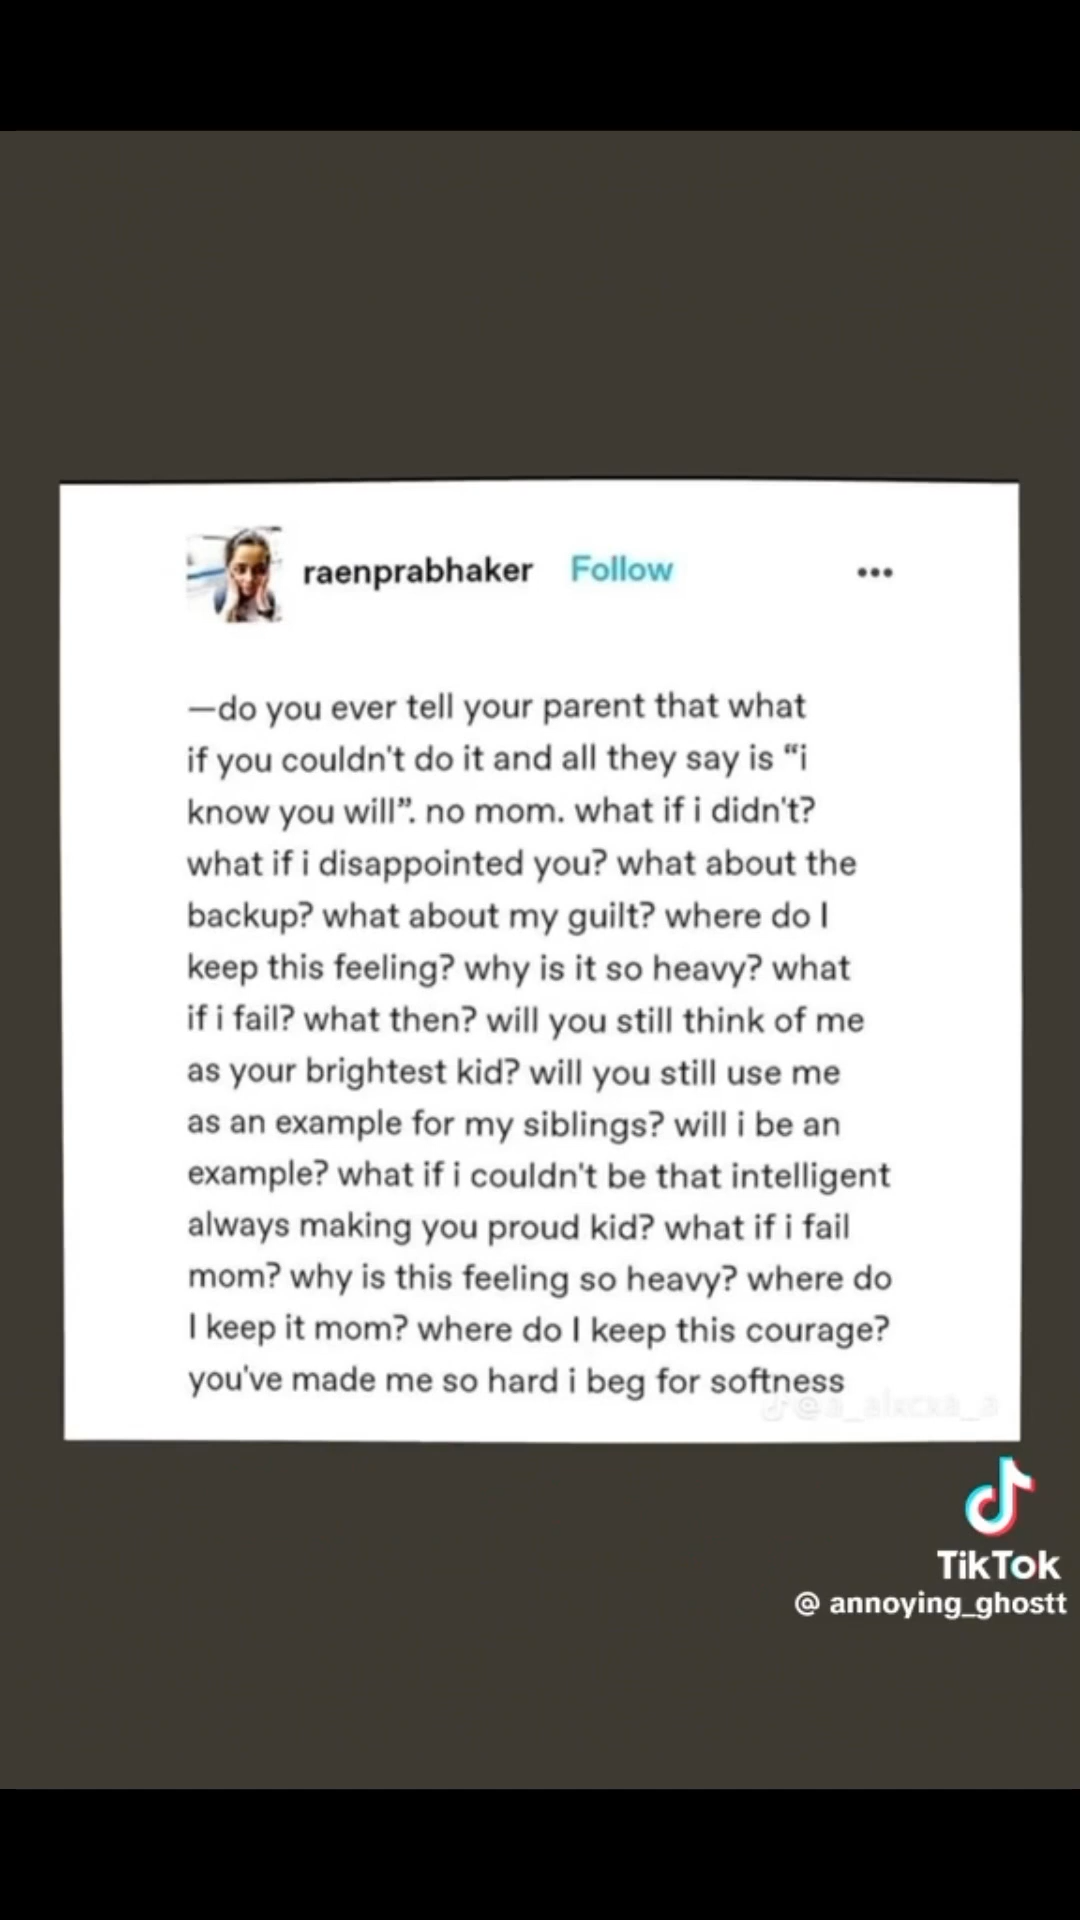 raenprabhaker Follow
—do you ever tell your parent that what
if you couldn't do it and all they say is “i
know you will”. no mom. what if i didn't?
what if i disappointed you? what about the
backup? what about my guilt? where do I
keep this feeling? why is it so heavy? what
if i fail? what then? will you still think of me
as your brightest kid? will you still use me
as an example for my siblings? will i be an
example? what if i couldn't be that intelligent
always making you proud kid? what if i fail
mom? why is this feeling so heavy? where do
I keep it mom? where do I keep this courage?
you've made me so hard i beg for softness
TikTok
@ annoying_ghostt